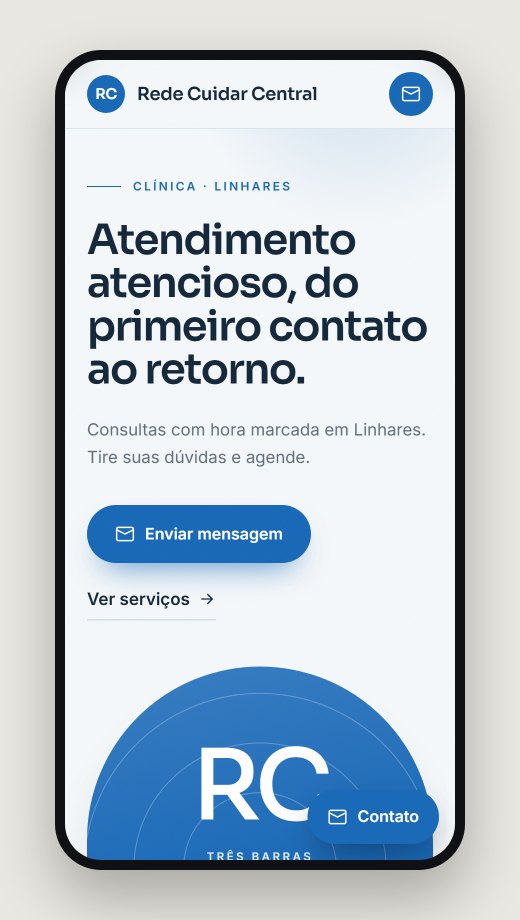 RC Rede Cuidar Central
CLÍNICA · LINHARES
Atendimento
atencioso, do
primeiro contato
ao retorno.
Consultas com hora marcada em Linhares.
Tire suas dúvidas e agende.
Enviar mensagem
Ver serviços
RC
Contato
TRÊS BARRAS